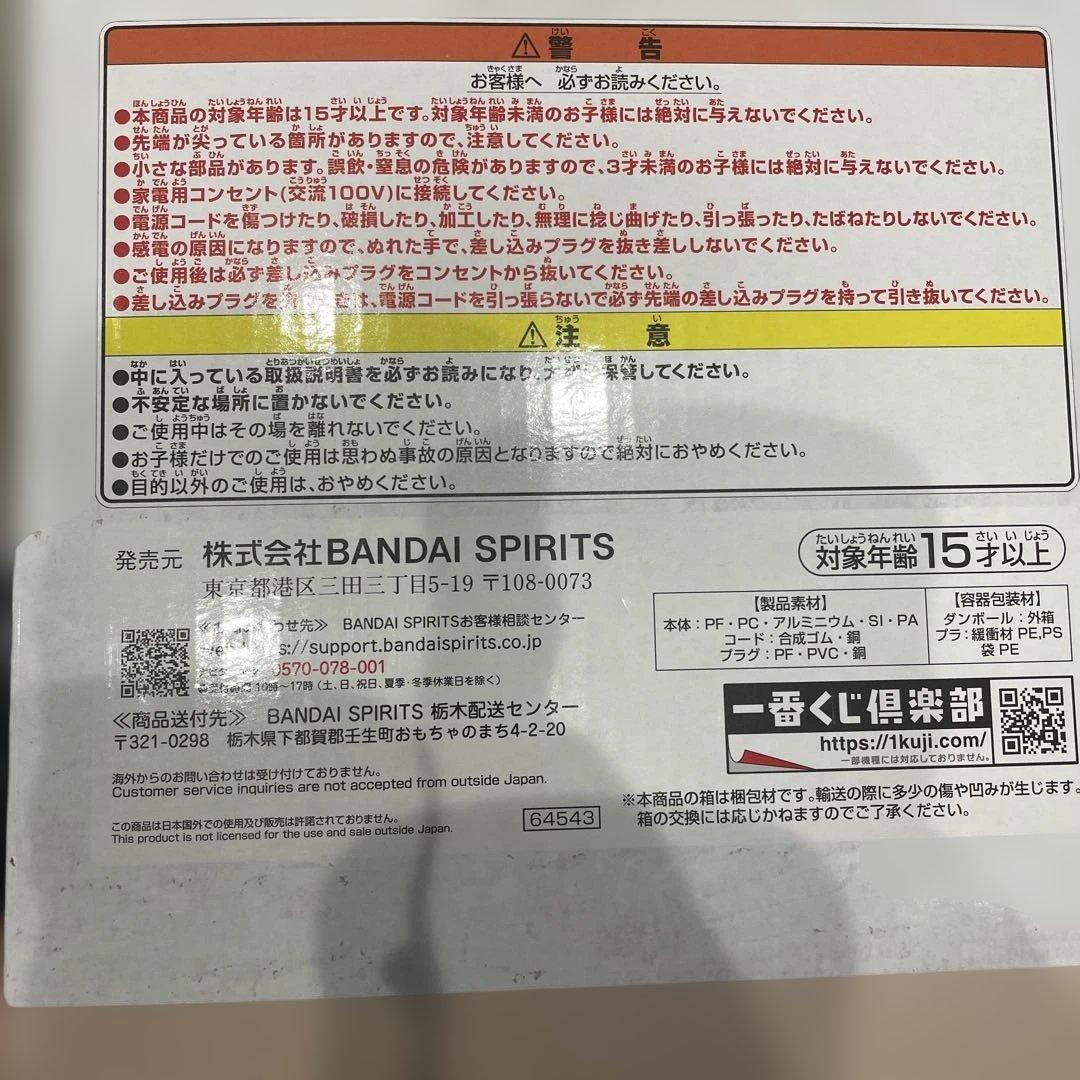 ⚠警告
お客様へ 必ずお読みください。
●本商品の対象年齢は15才以上です。対象年齢未満のお子様には絶対に与えないでください。
●先端が尖っている箇所がありますので、注意してください。
●小さな部品があります。誤飲・窒息の危険がありますので、3才未満のお子様には絶対に与えないでください。
●家電用コンセント(交流100V)に接続してください。
●電源コードを傷つけたり、破損したり、加工したり、無理に捻じ曲げたり、引っ張ったり、たばねたりしないでください。
●感電の原因になりますので、ぬれた手で、差し込みプラグを抜き差ししないでください。
●ご使用後は必ず差し込みプラグをコンセントから抜いてください。
●差し込みプラグを は、電源コードを引っ張らないで必ず先端の差し込みプラグを持って引き抜いてください。
⚠注意
●中に入っている取扱説明書を必ずお読みになり、 保管してください。
●不安定な場所に置かないでください。
●ご使用中はその場を離れないでください。
●お子様だけでのご使用は思わぬ事故の原因となりますので絶対におやめください。
●目的以外のご使用は、おやめください。
発売元 株式会社BANDAI SPIRITS
東京都港区三田三丁目5-19 〒108-0073
対象年齢15才以上
わせ先≫ BANDAI SPIRITSお客様相談センター
s://support.bandaispirits.co.jp
0570-078-001
10時〜17時(土、日、祝日、夏季・冬季休業日を除く)
≪商品送付先≫ BANDAI SPIRITS 栃木配送センター
〒321-0298 栃木県下都賀郡壬生町おもちゃのまち4-2-20
【製品素材】
本体：PF・PC・アルミニウム・SI・PA
コード：合成ゴム・銅
プラグ：PF・PVC・銅
【容器包装材】
ダンボール：外箱
プラ：緩衝材 PE,PS
袋 PE
一番くじ倶楽部
https://1kuji.com/
一部機種には対応しておりません。
海外からのお問い合わせは受け付けておりません。
Customer service inquiries are not accepted from outside Japan.
この商品は日本国外での使用及び販売は許諾されておりません。
This product is not licensed for the use and sale outside Japan.
64543
※本商品の箱は梱包材です。輸送の際に多少の傷や凹みが生じます。
箱の交換には応じかねますのでご了承ください。